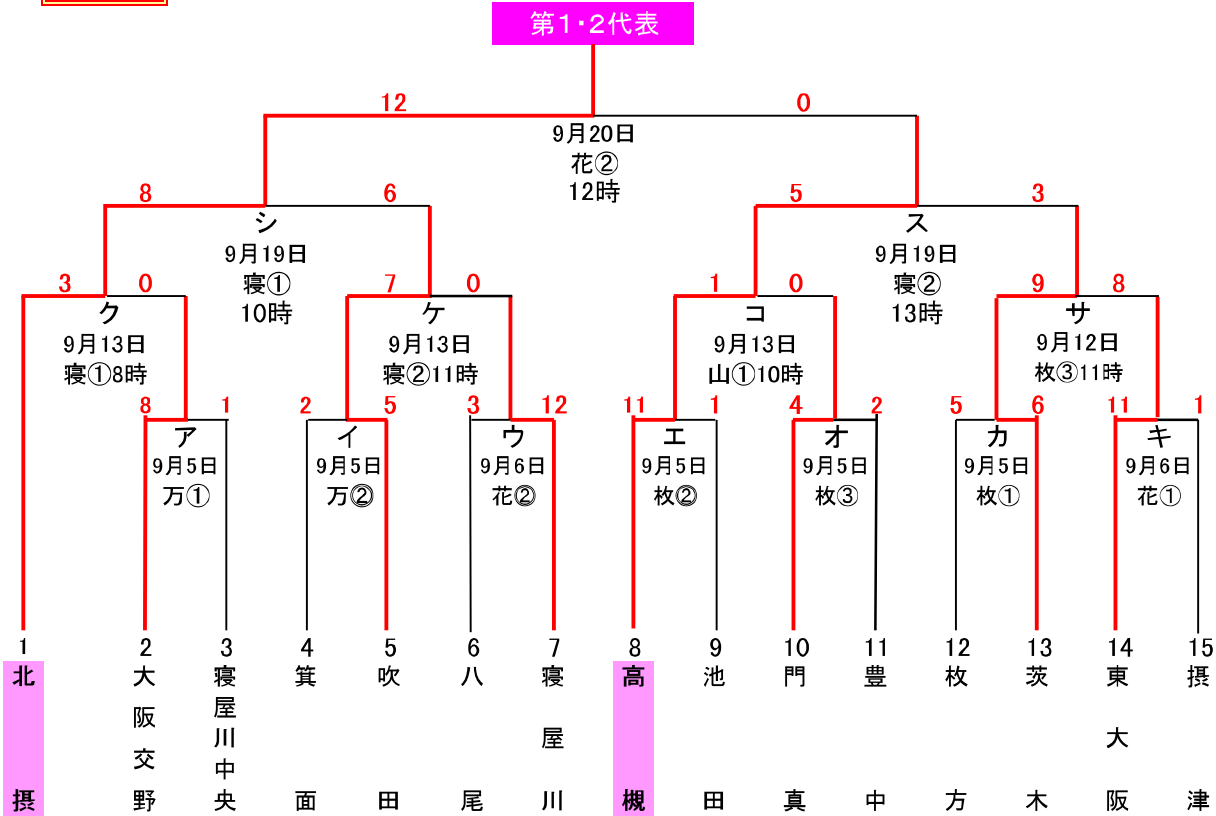 第1・2代表
12 0
9月20日
花②
12時
8 6 5 3
シ ス
9月19日 9月19日
寝① 寝②
10時 13時
3 0 7 0 1 0 9 8
ク ケ コ サ
9月13日 9月13日 9月13日 9月12日
寝①8時 寝②11時 山①10時 枚③11時
8 1 2 5 3 12 11 1 4 2 5 6 11 1
ア イ ウ エ オ カ キ
9月5日 9月5日 9月6日 9月5日 9月5日 9月5日 9月6日
万① 万② 花② 枚② 枚③ 枚① 花①
1 2 3 4 5 6 7 8 9 10 11 12 13 14 15
北摂
大阪交野
寝屋川中央
箕面
吹田
八尾
寝屋川
高槻
池田
門真
豊中
枚方
茨木
東大阪
摂津